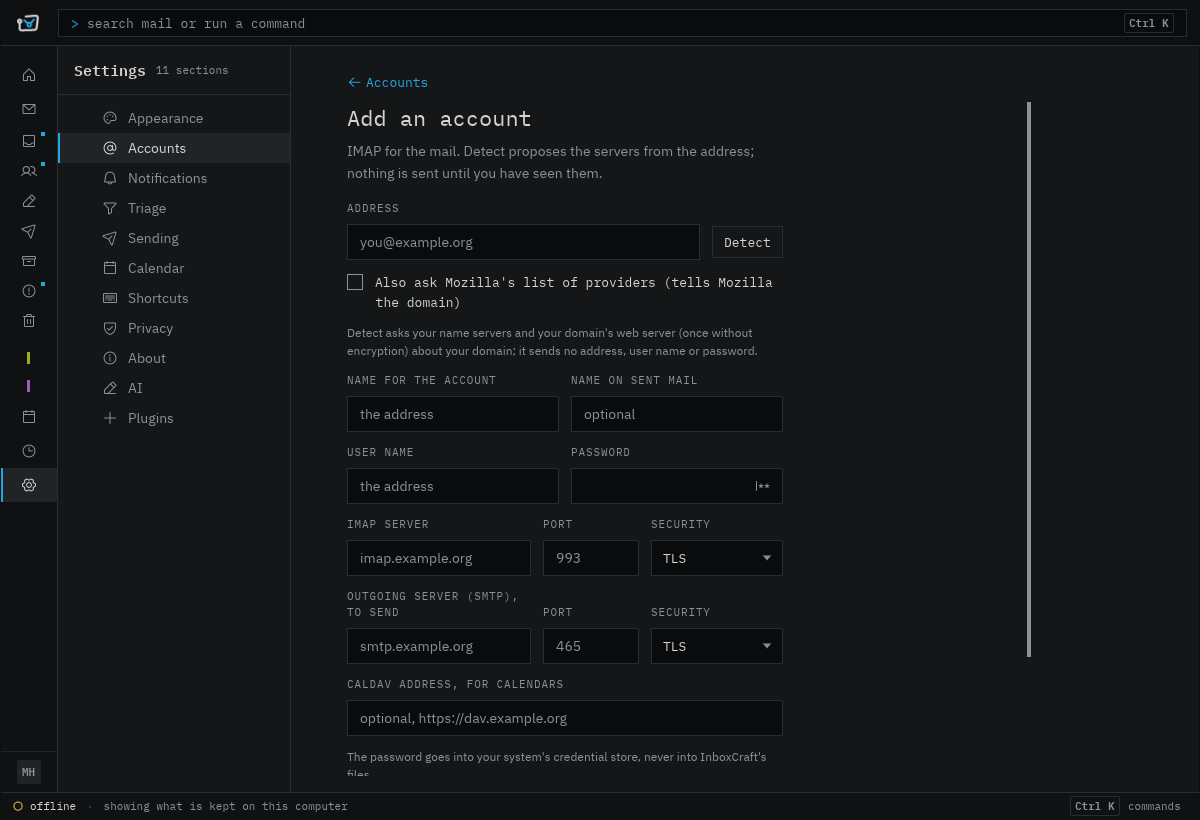 > search mail or run a command Ctrl K
Settings 11 sections
Appearance
Accounts
Notifications
Triage
Sending
Calendar
Shortcuts
Privacy
About
AI
Plugins
MH
← Accounts
Add an account
IMAP for the mail. Detect proposes the servers from the address;
nothing is sent until you have seen them.
ADDRESS
you@example.org Detect
Also ask Mozilla's list of providers (tells Mozilla
the domain)
Detect asks your name servers and your domain's web server (once without
encryption) about your domain; it sends no address, user name or password.
NAME FOR THE ACCOUNT NAME ON SENT MAIL
the address optional
USER NAME PASSWORD
the address
IMAP SERVER PORT SECURITY
imap.example.org 993 TLS
OUTGOING SERVER (SMTP),
TO SEND PORT SECURITY
smtp.example.org 465 TLS
CALDAV ADDRESS, FOR CALENDARS
optional, https://dav.example.org
The password goes into your system's credential store, never into InboxCraft's
files.
offline · showing what is kept on this computer Ctrl K commands